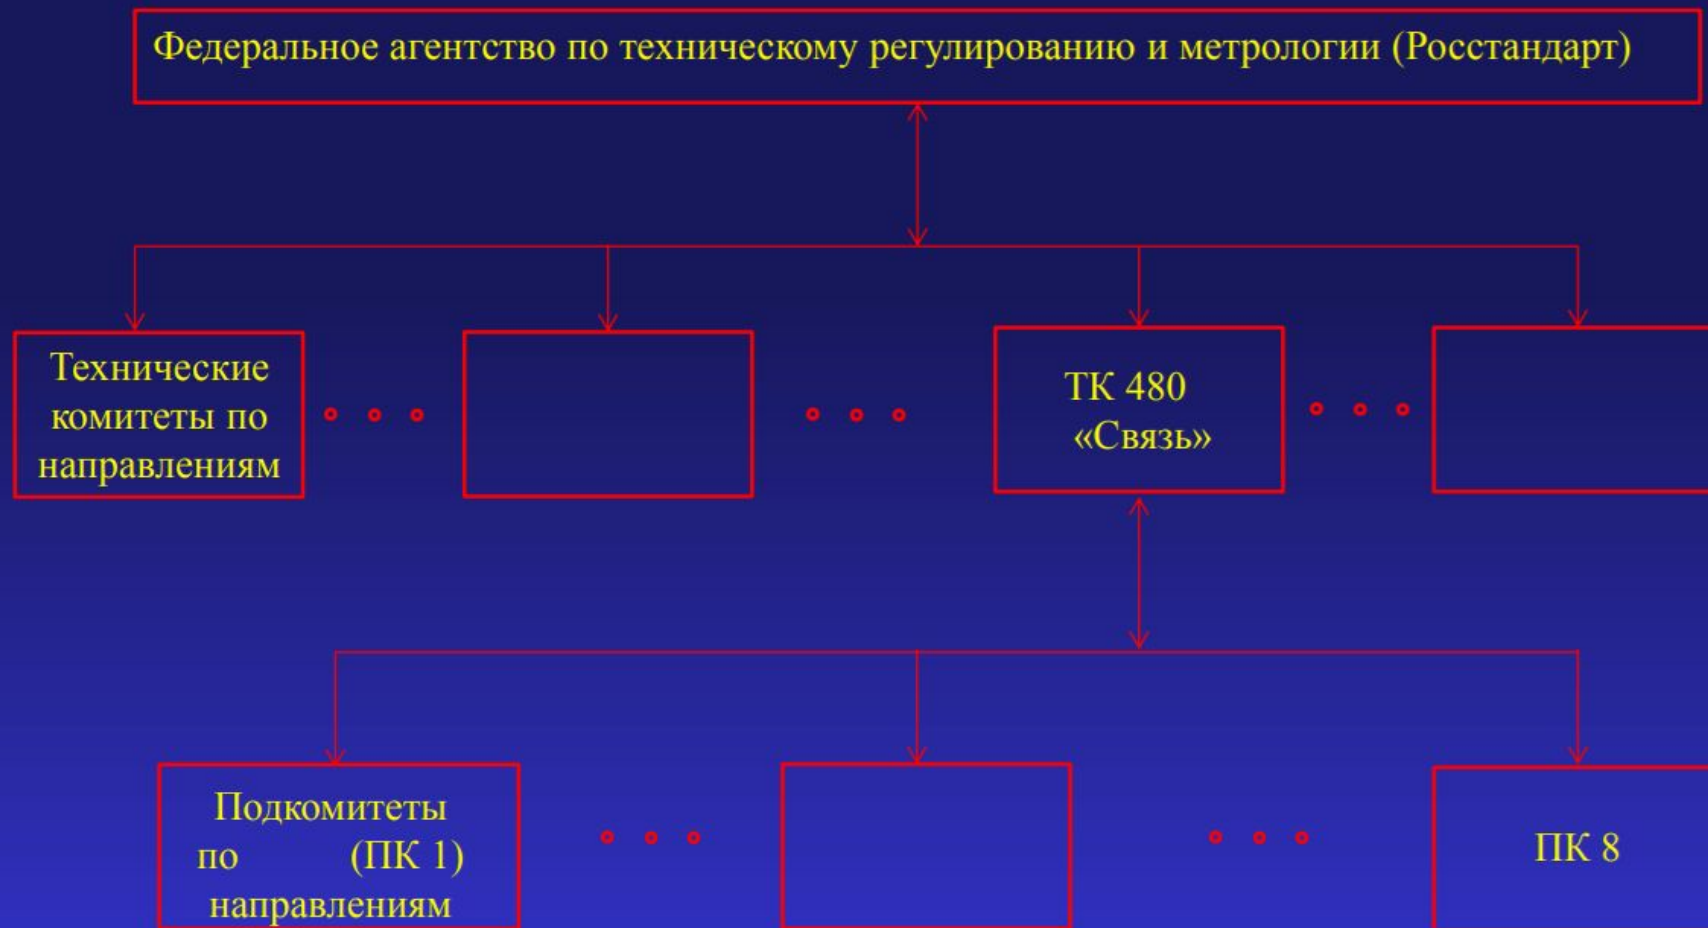 Федеральное агентство по техническому регулированию и метрологии (Росстандарт)
Технические
комитеты по
направлениям
ТК 480
«Связь»
Подкомитеты
по (ПК 1)
направлениям
ПК 8